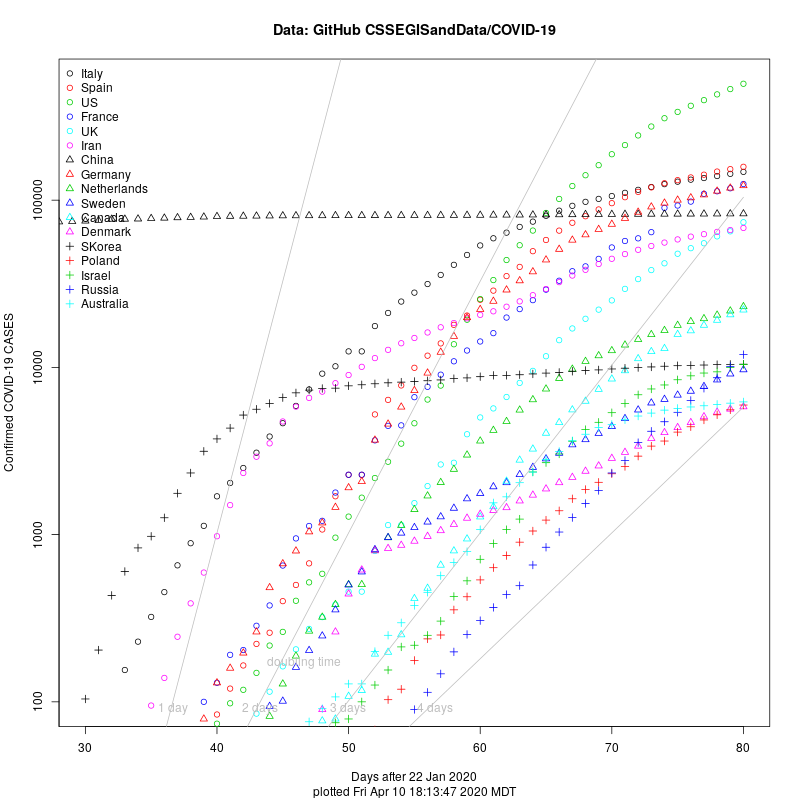 Data: GitHub CSSEGISandData/COVID-19
Italy
Spain
US
France
UK
Iran
China
Germany
Netherlands
Sweden
Canada
Denmark
SKorea
Poland
Israel
Russia
Australia
Confirmed COVID-19 CASES
100000
10000
1000
100
doubling time
1 day
2 days
3 days
4 days
30
40
50
60
70
80
Days after 22 Jan 2020
plotted Fri Apr 10 18:13:47 2020 MDT